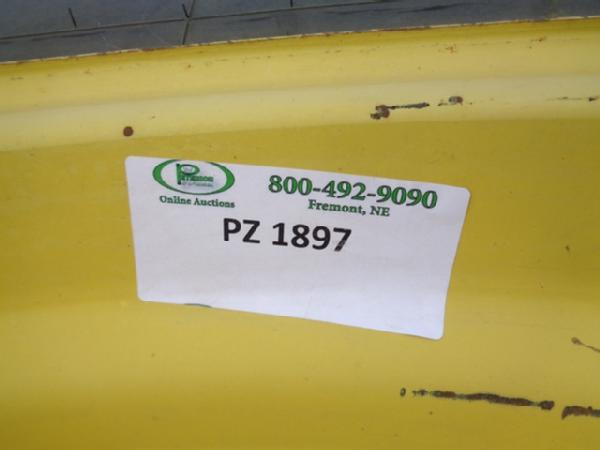 Online Auctions
800-492-9090
Fremont, NE
PZ 1897